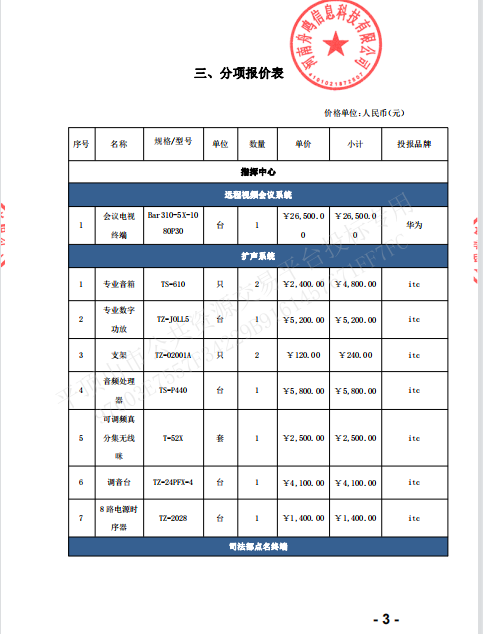 河南舟鸣信息科技有限公司
三、分项报价表
价格单位:人民币(元)
序号 名称 规格/型号 单位 数量 单价 小计 投报品牌
指挥中心
远程视频会议系统
1 会议电视终端 Bar310-5X-1080P30 台 1 ￥26,500.00 ￥26,500.00 华为
扩声系统
1 专业音箱 TS-610 只 2 ￥2,400.00 ￥4,800.00 itc
2 专业数字功放 TZ-J0LL5 台 1 ￥5,200.00 ￥5,200.00 itc
3 支架 TZ-02001A 只 2 ￥120.00 ￥240.00 itc
4 音频处理器 TS-P440 台 1 ￥5,800.00 ￥5,800.00 itc
5 可调频真分集无线咪 T-52X 套 1 ￥2,500.00 ￥2,500.00 itc
6 调音台 TZ-24PFX-4 台 1 ￥4,100.00 ￥4,100.00 itc
7 8路电源时序器 TZ-2028 台 1 ￥1,400.00 ￥1,400.00 itc
司法部点名终端
- 3 -